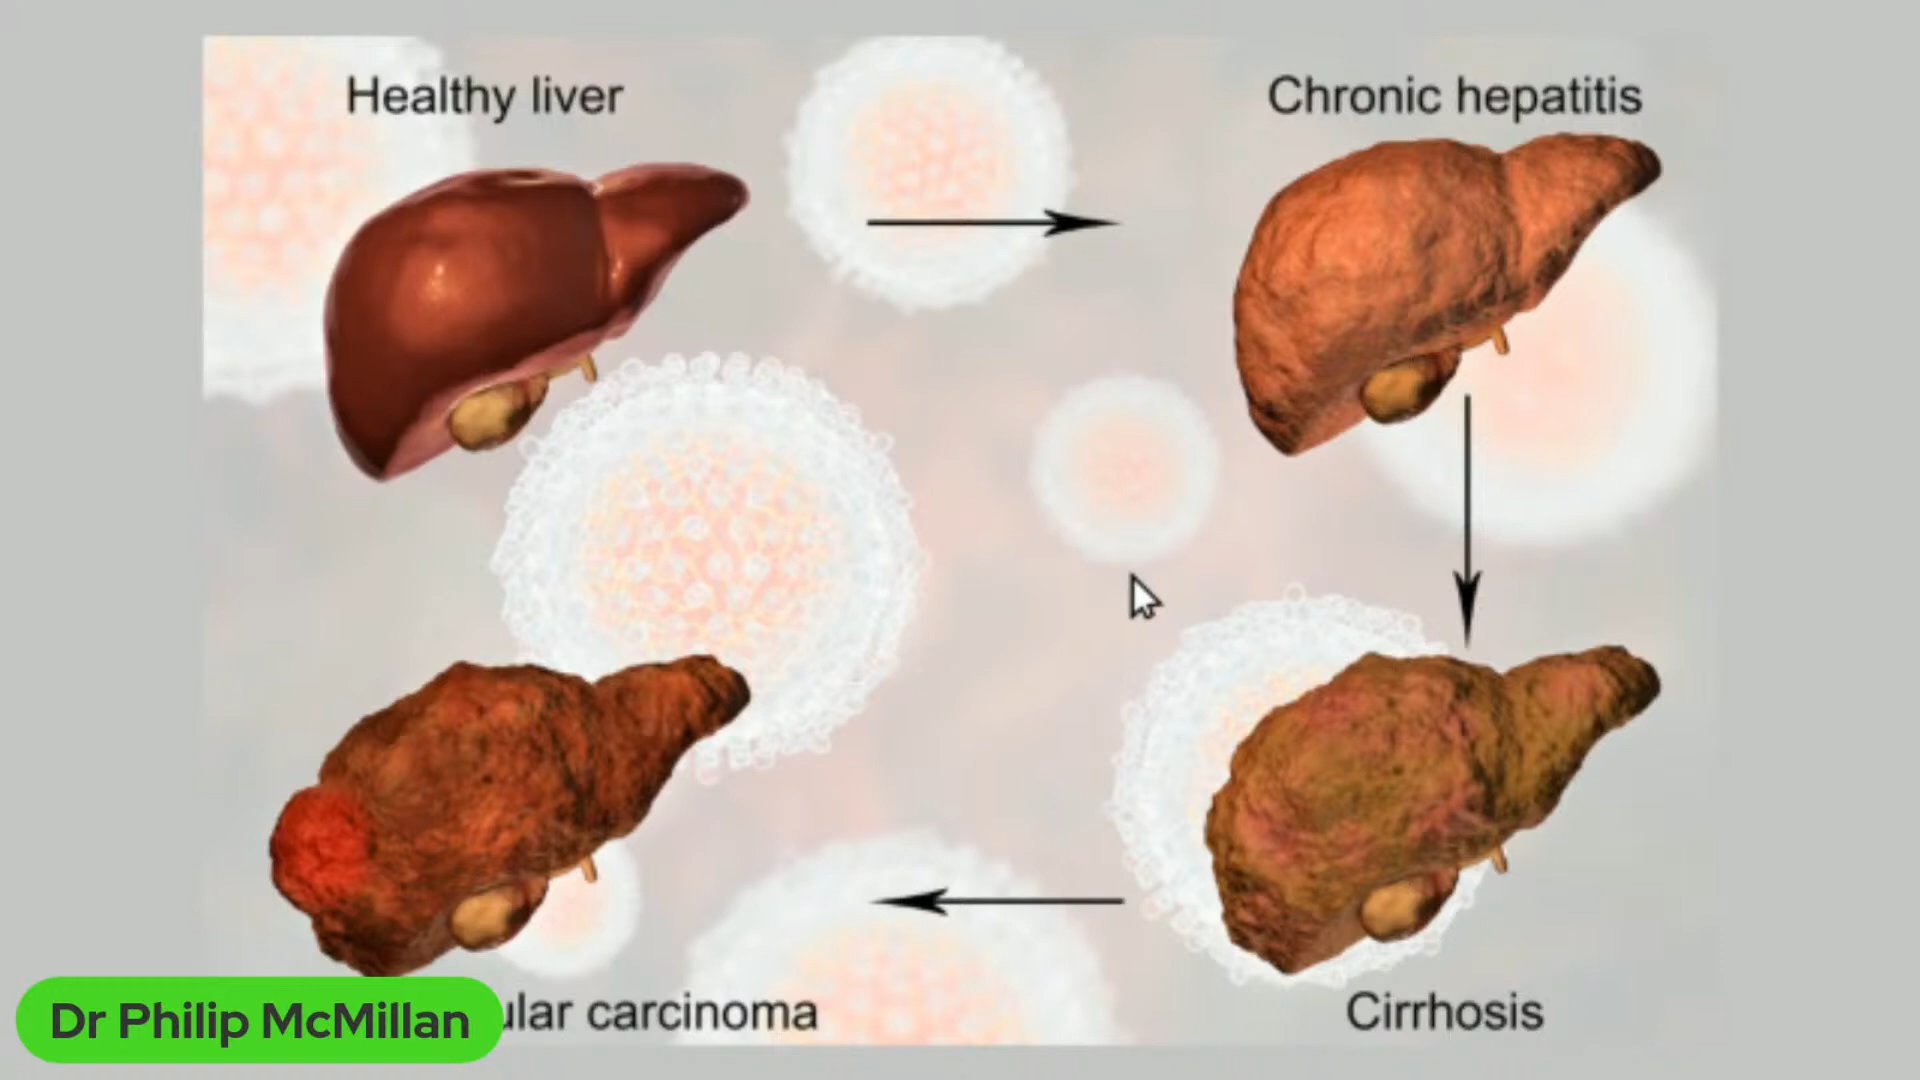 Healthy liver
Chronic hepatitis
ular carcinoma
Cirrhosis
Dr Philip McMillan